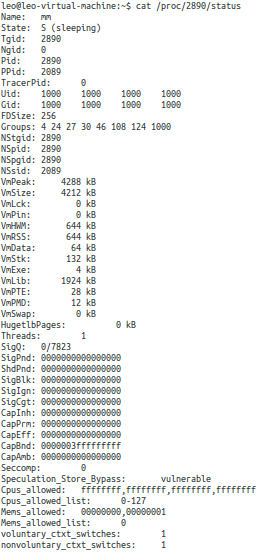 leo@leo-virtual-machine:~$ cat /proc/2890/status
Name:   mm
State:  S (sleeping)
Tgid:   2890
Ngid:   0
Pid:    2890
PPid:   2089
TracerPid:      0
Uid:    1000    1000    1000    1000
Gid:    1000    1000    1000    1000
FDSize: 256
Groups: 4 24 27 30 46 108 124 1000
NStgid: 2890
NSpid:  2890
NSpgid: 2890
NSsid:  2089
VmPeak:     4288 kB
VmSize:     4212 kB
VmLck:         0 kB
VmPin:         0 kB
VmHWM:       644 kB
VmRSS:       644 kB
VmData:       64 kB
VmStk:       132 kB
VmExe:         4 kB
VmLib:      1924 kB
VmPTE:        28 kB
VmPMD:        12 kB
VmSwap:        0 kB
HugetlbPages:          0 kB
Threads:        1
SigQ:   0/7823
SigPnd: 0000000000000000
ShdPnd: 0000000000000000
SigBlk: 0000000000000000
SigIgn: 0000000000000000
SigCgt: 0000000000000000
CapInh: 0000000000000000
CapPrm: 0000000000000000
CapEff: 0000000000000000
CapBnd: 0000003fffffffff
CapAmb: 0000000000000000
Seccomp:        0
Speculation_Store_Bypass:       vulnerable
Cpus_allowed:   ffffffff,ffffffff,ffffffff,ffffffff
Cpus_allowed_list:      0-127
Mems_allowed:   00000000,00000001
Mems_allowed_list:      0
voluntary_ctxt_switches:        1
nonvoluntary_ctxt_switches:     1